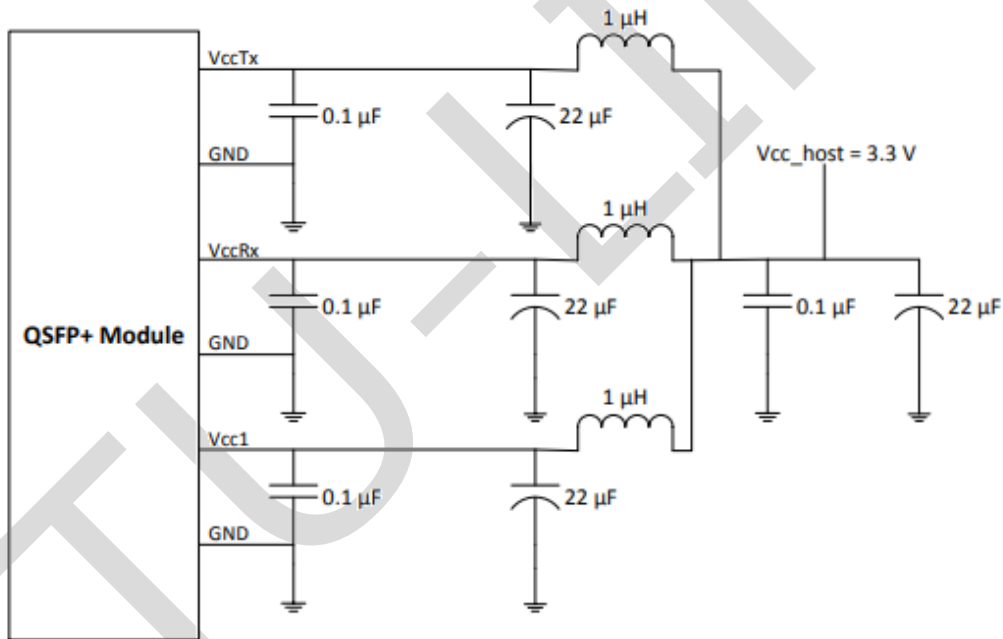 1 µH
VccTx
0.1 µF
22 µF
GND
Vcc_host = 3.3 V
1 µH
VccRx
0.1 µF
22 µF
0.1 µF
22 µF
QSFP+ Module
GND
1 µH
Vcc1
0.1 µF
22 µF
GND